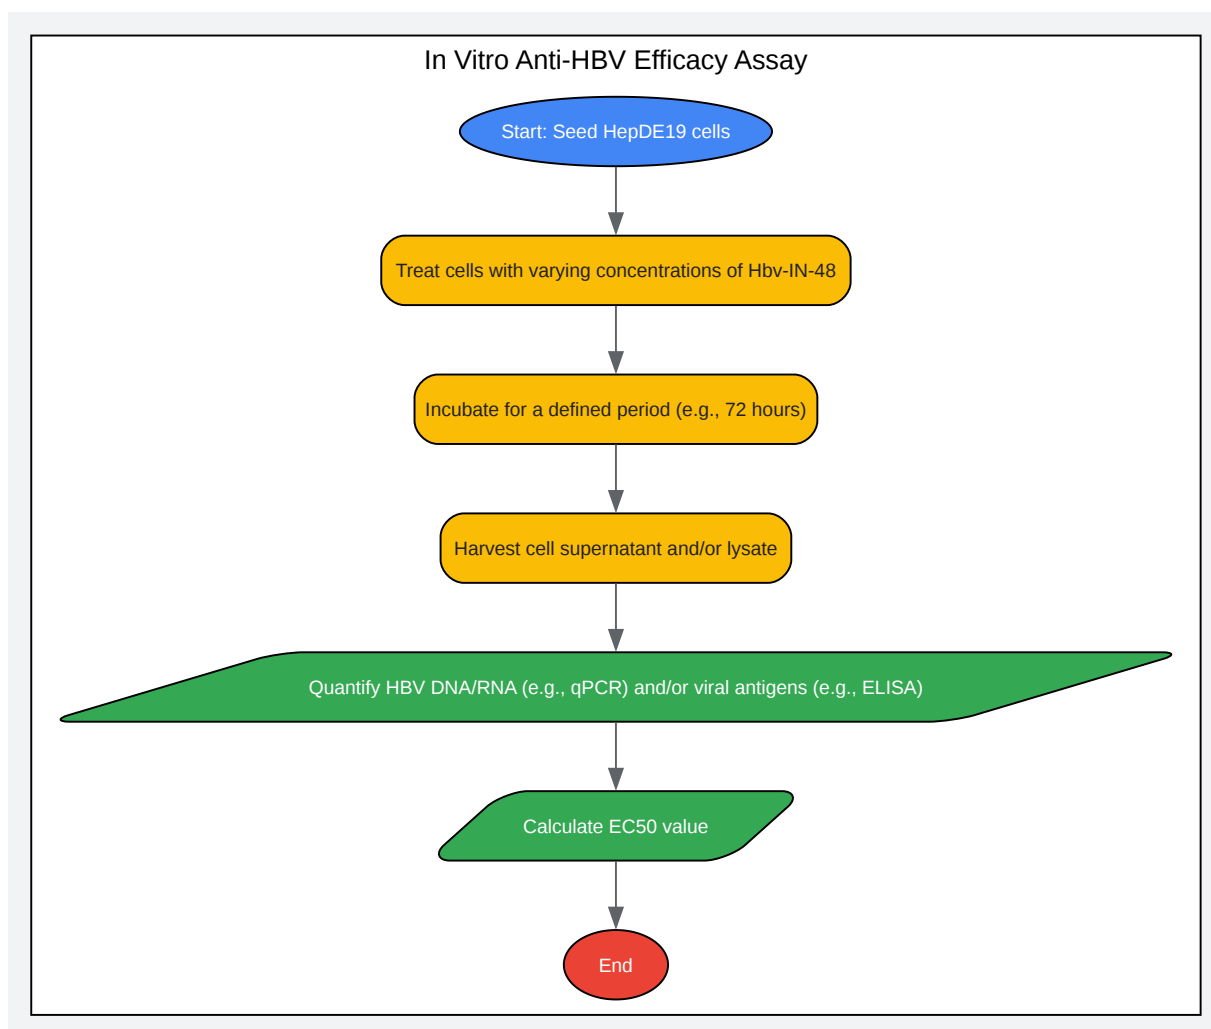 In Vitro Anti-HBV Efficacy Assay
Start: Seed HepDE19 cells
Treat cells with varying concentrations of Hbv-IN-48
Incubate for a defined period (e.g., 72 hours)
Harvest cell supernatant and/or lysate
Quantify HBV DNA/RNA (e.g., qPCR) and/or viral antigens (e.g., ELISA)
Calculate EC50 value
End